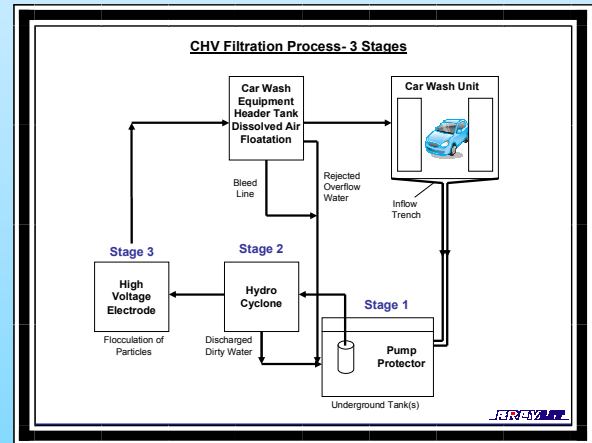 CHV Filtration Process- 3 Stages
Car Wash
Equipment
Header Tank
Dissolved Air
Floatation
Car Wash Unit
Bleed
Line
Rejected
Overflow
Water
Inflow
Trench
Stage 3
Stage 2
Stage 1
High
Voltage
Electrode
Hydro
Cyclone
Pump
Protector
Flocculation of
Particles
Discharged
Dirty Water
Underground Tank(s)